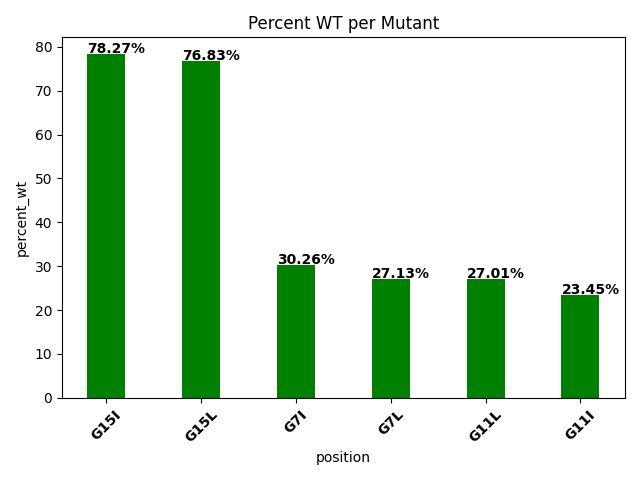 Percent WT per Mutant
percent_wt
80
70
60
50
40
30
20
10
0
78.27%
76.83%
30.26%
27.13%
27.01%
23.45%
G15I
G15L
G7I
G7L
G11L
G11I
position